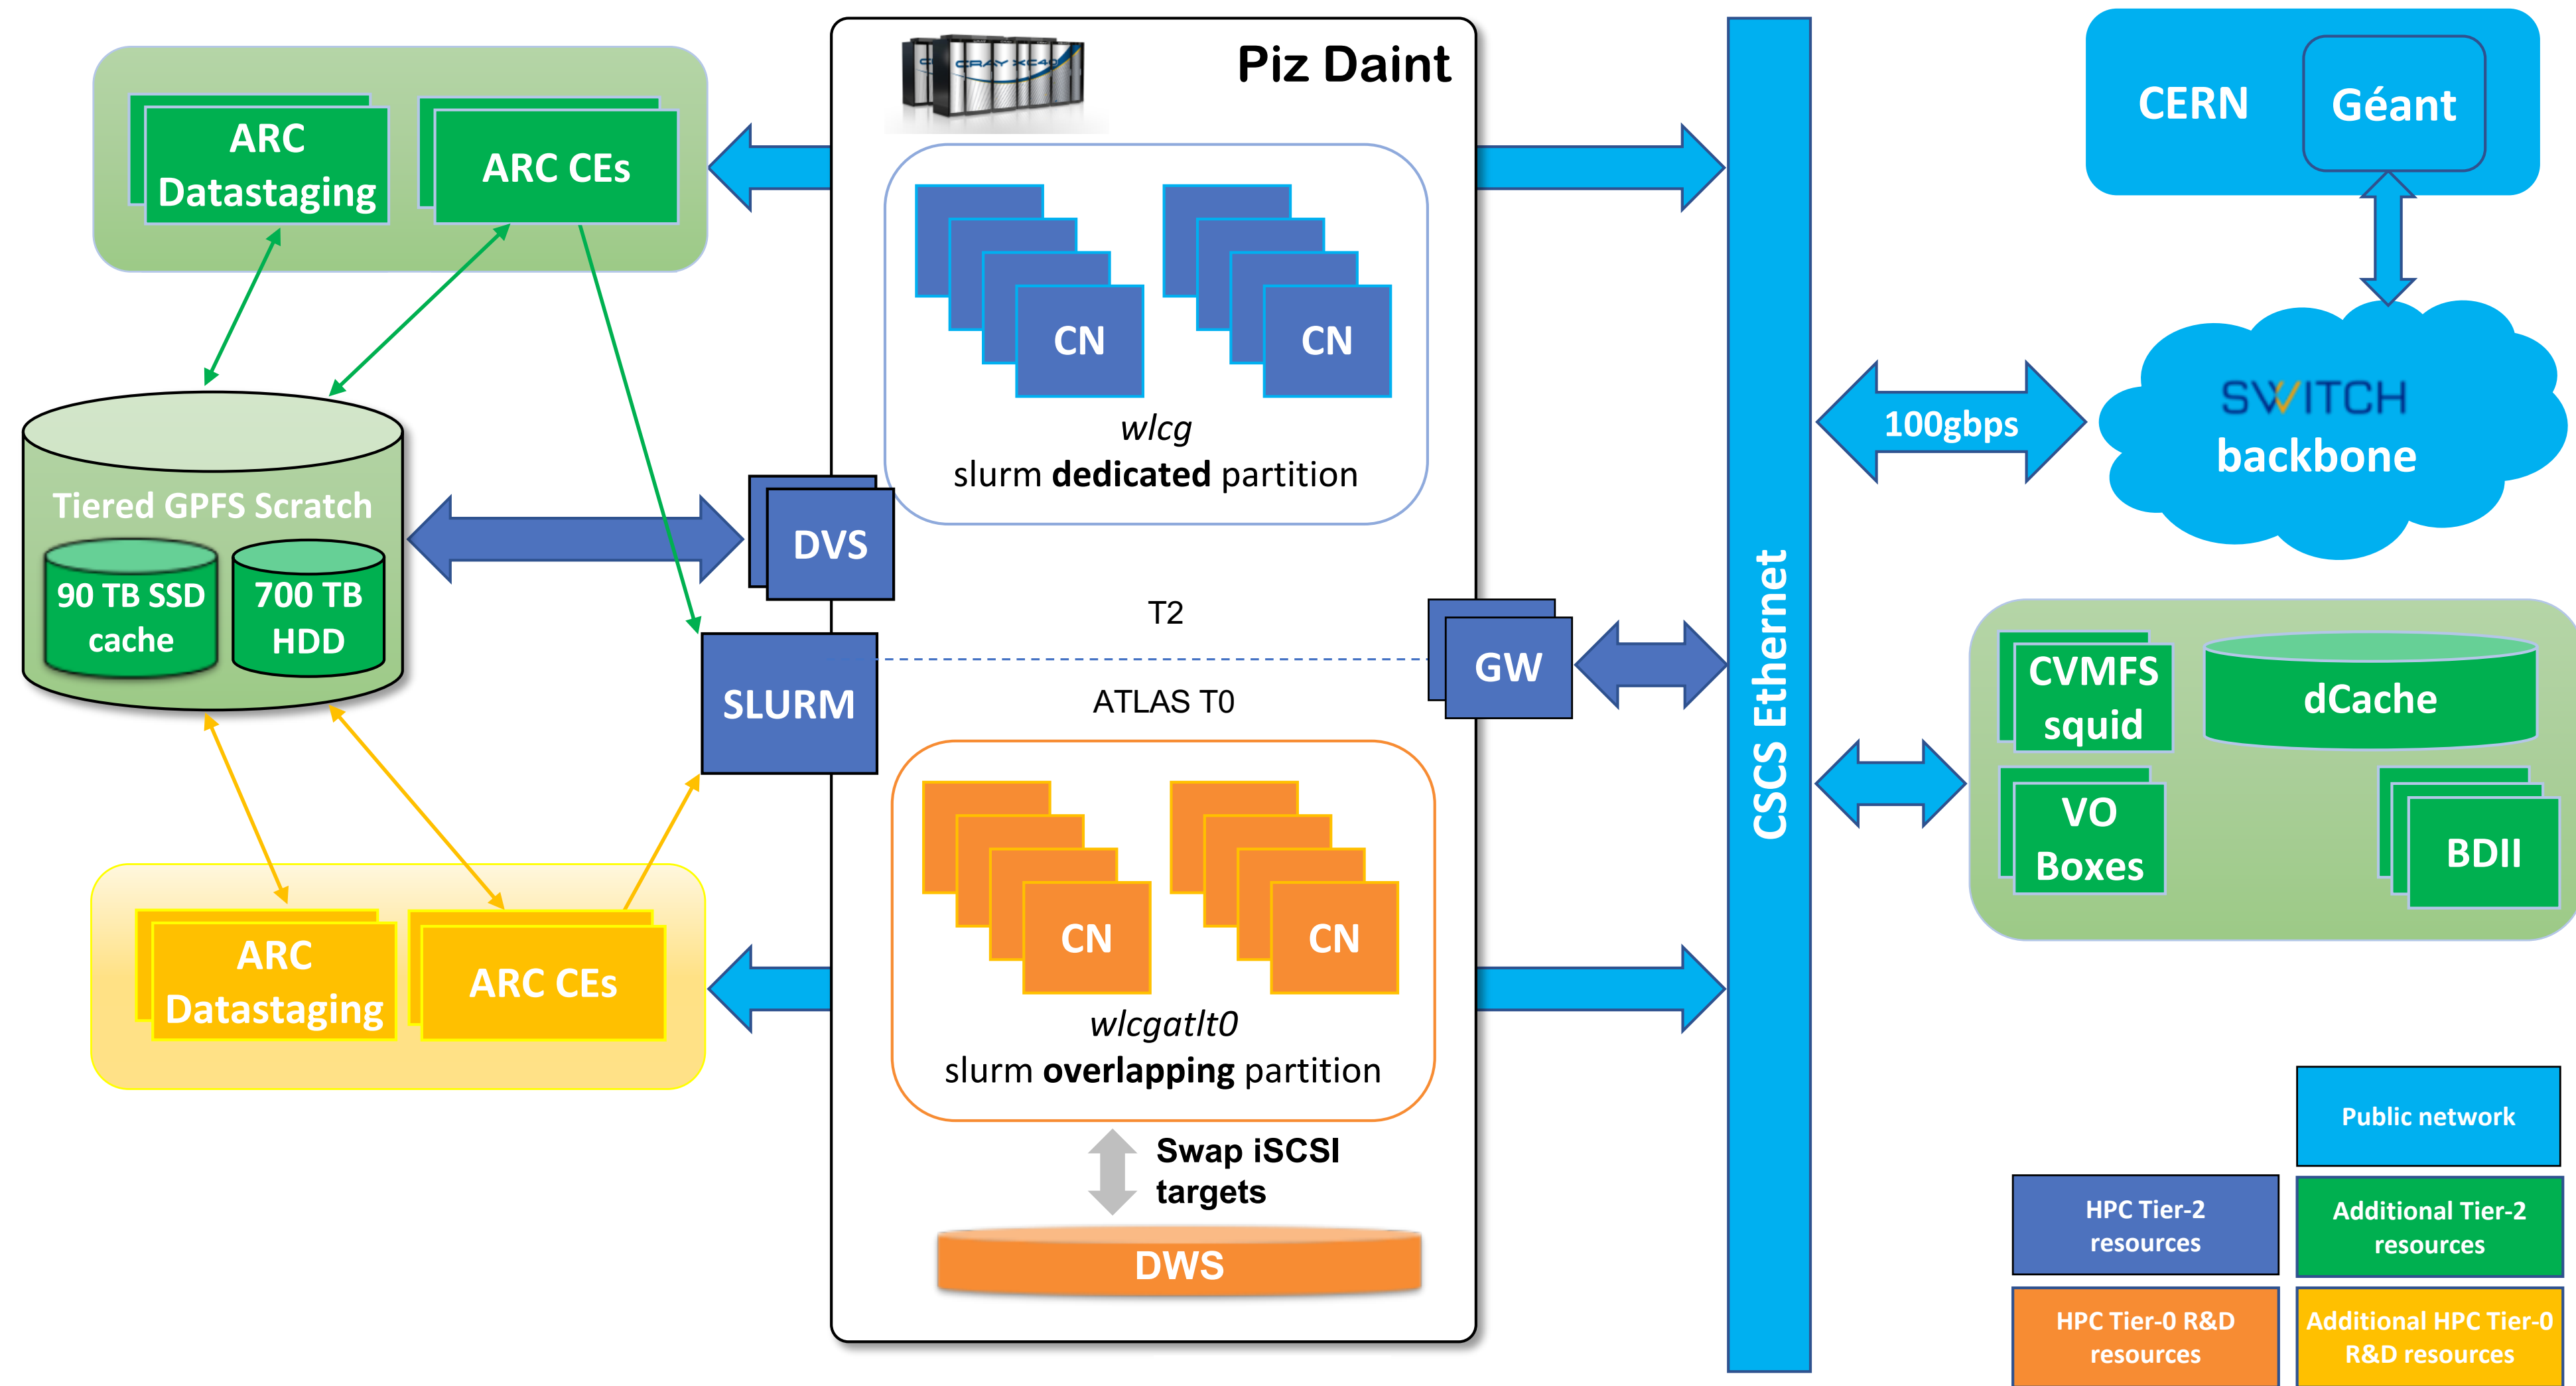 Piz Daint
CRAY XC40
ARC
Datastaging
ARC CEs
CERN
Géant
CN
CN
wlcg
slurm dedicated partition
100gbps
SWITCH
backbone
Tiered GPFS Scratch
90 TB SSD
cache
700 TB
HDD
DVS
T2
GW
SLURM
ATLAS T0
CSCS Ethernet
CVMFS
squid
dCache
VO
Boxes
BDII
ARC
Datastaging
ARC CEs
CN
CN
wlcgatlt0
slurm overlapping partition
Swap iSCSI
targets
DWS
Public network
HPC Tier-2
resources
Additional Tier-2
resources
HPC Tier-0 R&D
resources
Additional HPC Tier-0
R&D resources